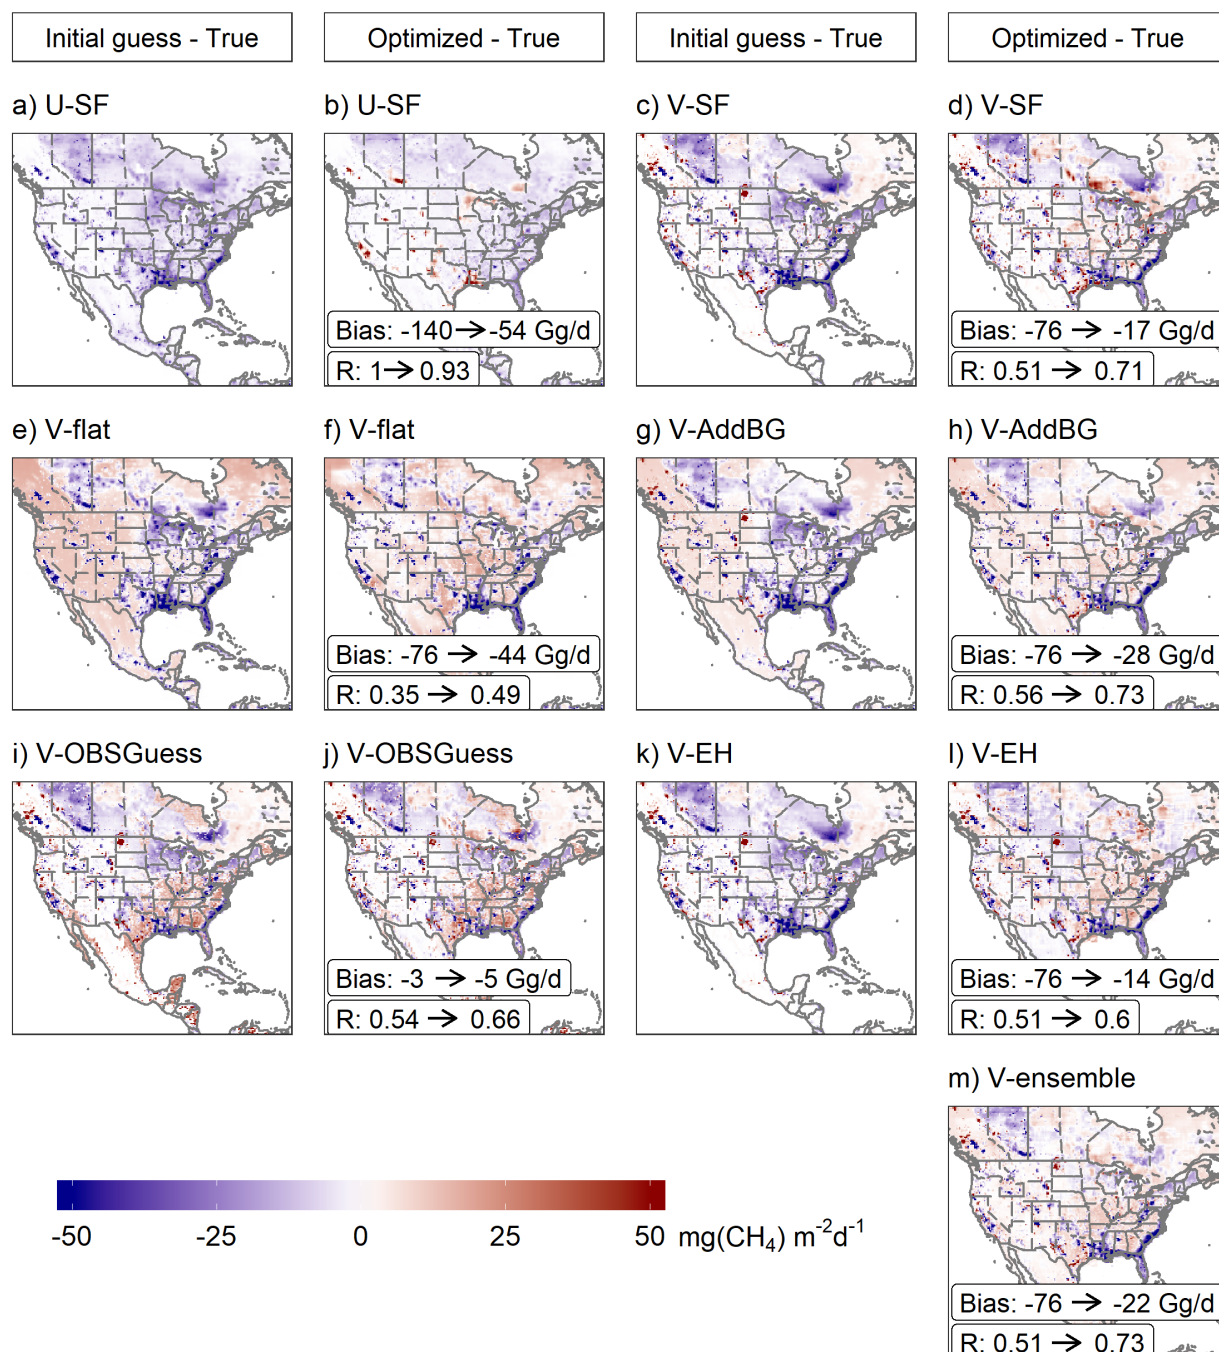 Initial guess - True
Optimized - True
Initial guess - True
Optimized - True
a) U-SF
b) U-SF
c) V-SF
d) V-SF
Bias: -140→-54 Gg/d
R: 1→0.93
Bias: -76 → -17 Gg/d
R: 0.51 → 0.71
e) V-flat
f) V-flat
g) V-AddBG
h) V-AddBG
Bias: -76 → -44 Gg/d
R: 0.35 → 0.49
Bias: -76 → -28 Gg/d
R: 0.56 → 0.73
i) V-OBSGuess
j) V-OBSGuess
k) V-EH
l) V-EH
Bias: -3 → -5 Gg/d
R: 0.54 → 0.66
Bias: -76 → -14 Gg/d
R: 0.51 → 0.6
m) V-ensemble
Bias: -76 → -22 Gg/d
R: 0.51 → 0.73
-50 -25 0 25 50 mg(CH₄) m⁻²d⁻¹